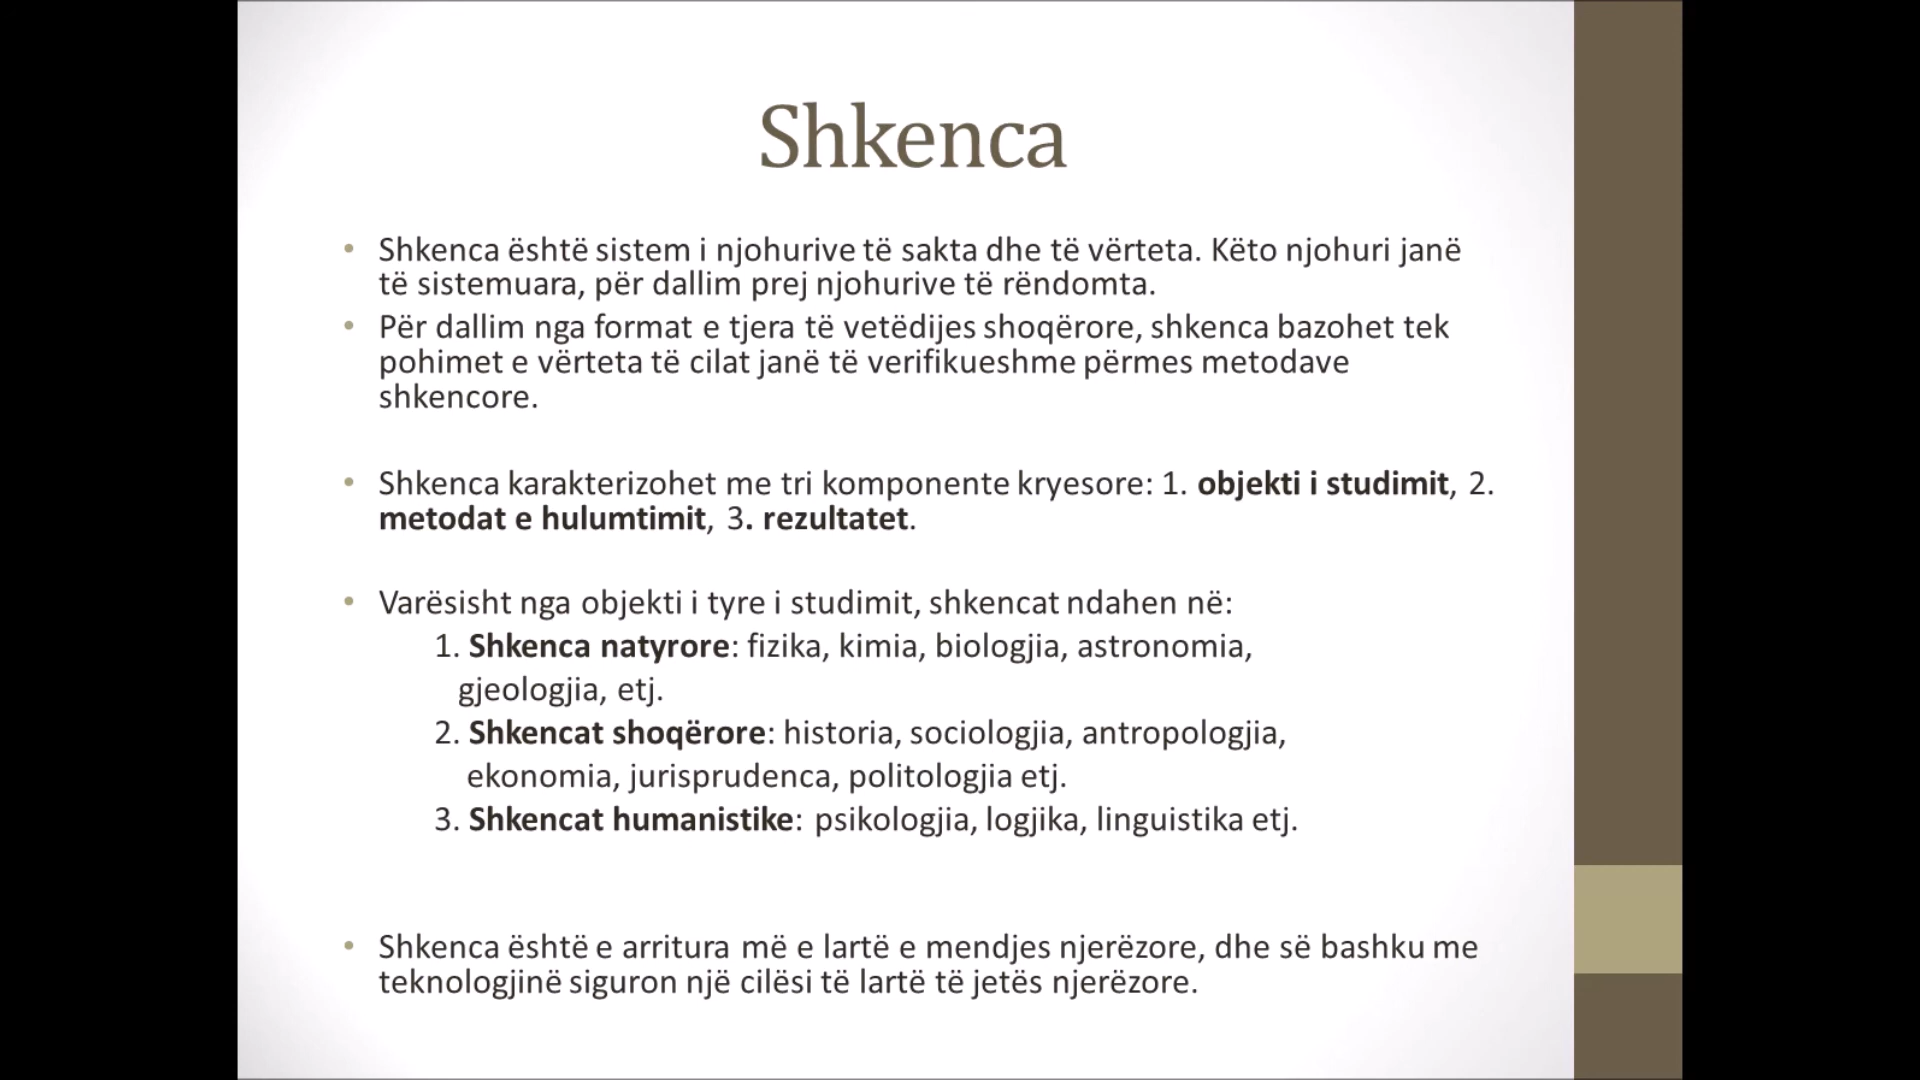 Shkenca
• Shkenca është sistem i njohurive të sakta dhe të vërteta. Këto njohuri janë
të sistemuara, për dallim prej njohurive të rëndomta.
• Për dallim nga format e tjera të vetëdijes shoqërore, shkenca bazohet tek
pohimet e vërteta të cilat janë të verifikueshme përmes metodave
shkencore.
• Shkenca karakterizohet me tri komponente kryesore: 1. objekti i studimit, 2.
metodat e hulumtimit, 3. rezultatet.
• Varësisht nga objekti i tyre i studimit, shkencat ndahen në:
1. Shkenca natyrore: fizika, kimia, biologjia, astronomia,
gjeologjia, etj.
2. Shkencat shoqërore: historia, sociologjia, antropologjia,
ekonomia, jurisprudenca, politologjia etj.
3. Shkencat humanistike: psikologjia, logjika, linguistika etj.
• Shkenca është e arritura më e lartë e mendjes njerëzore, dhe së bashku me
teknologjinë siguron një cilësi të lartë të jetës njerëzore.